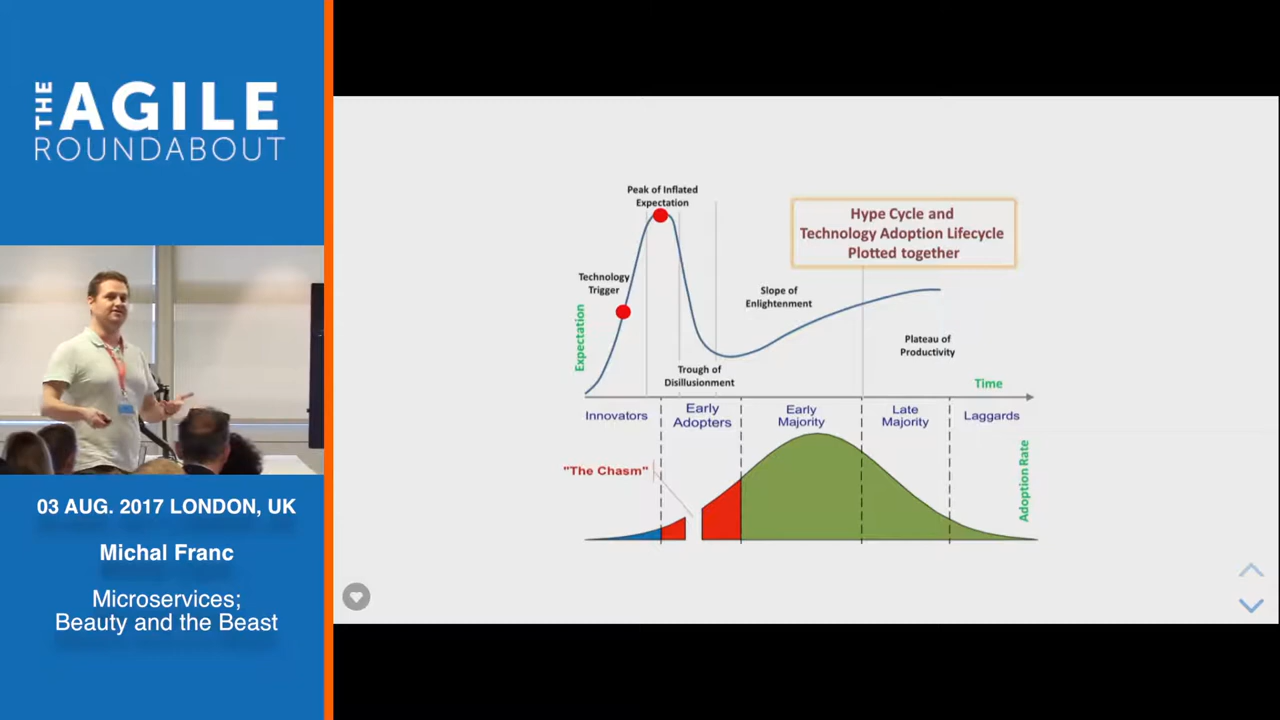 THE AGILE
ROUNDABOUT
03 AUG. 2017 LONDON, UK
Michal Franc
Microservices;
Beauty and the Beast
Peak of Inflated
Expectation
Hype Cycle and
Technology Adoption Lifecycle
Plotted together
Technology
Trigger
Slope of
Enlightenment
Expectation
Plateau of
Productivity
Trough of
Disillusionment
Time
Innovators
Early
Adopters
Early
Majority
Late
Majority
Laggards
"The Chasm"
Adoption Rate